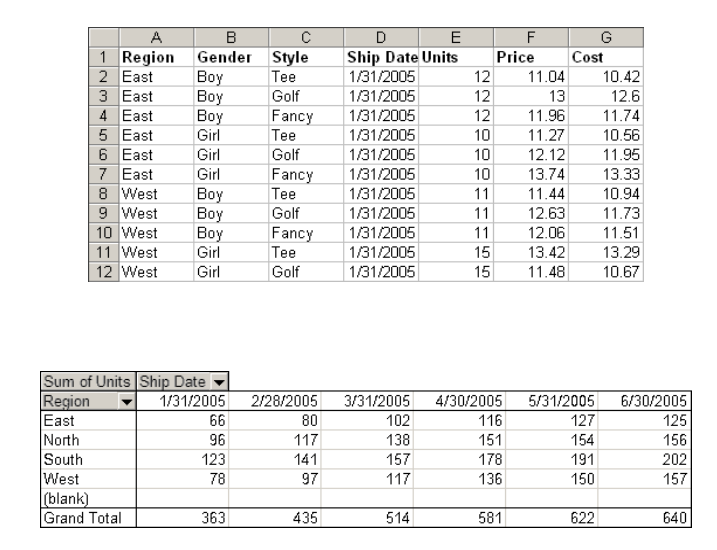 A B C D E F G
1 Region Gender Style Ship Date Units Price Cost
2 East Boy Tee 1/31/2005 12 11.04 10.42
3 East Boy Golf 1/31/2005 12 13 12.6
4 East Boy Fancy 1/31/2005 12 11.96 11.74
5 East Girl Tee 1/31/2005 10 11.27 10.56
6 East Girl Golf 1/31/2005 10 12.12 11.95
7 East Girl Fancy 1/31/2005 10 13.74 13.33
8 West Boy Tee 1/31/2005 11 11.44 10.94
9 West Boy Golf 1/31/2005 11 12.63 11.73
10 West Boy Fancy 1/31/2005 11 12.06 11.51
11 West Girl Tee 1/31/2005 15 13.42 13.29
12 West Girl Golf 1/31/2005 15 11.48 10.67
Sum of Units Ship Date
Region 1/31/2005 2/28/2005 3/31/2005 4/30/2005 5/31/2005 6/30/2005
East 66 80 102 116 127 125
North 96 117 138 151 154 156
South 123 141 157 178 191 202
West 78 97 117 136 150 157
(blank)
Grand Total 363 435 514 581 622 640